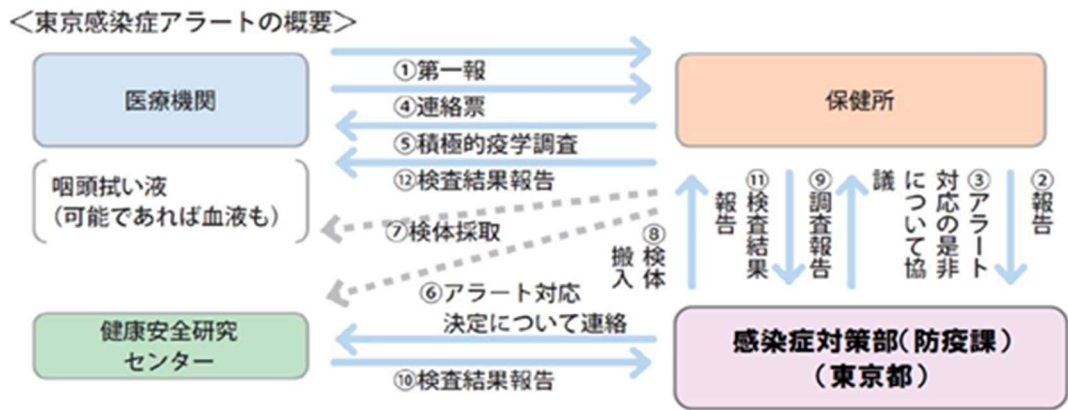 ＜東京感染症アラートの概要＞
医療機関
保健所
①第一報
④連絡票
⑤積極的疫学調査
⑫検査結果報告
咽頭拭い液
（可能であれば血液も）
⑦検体採取
⑧検体
搬入
⑪検査結果
報告
⑨調査報告
③アラート
対応の是非
について協
議
②報告
⑥アラート対応
決定について連絡
健康安全研究
センター
⑩検査結果報告
感染症対策部（防疫課）
（東京都）